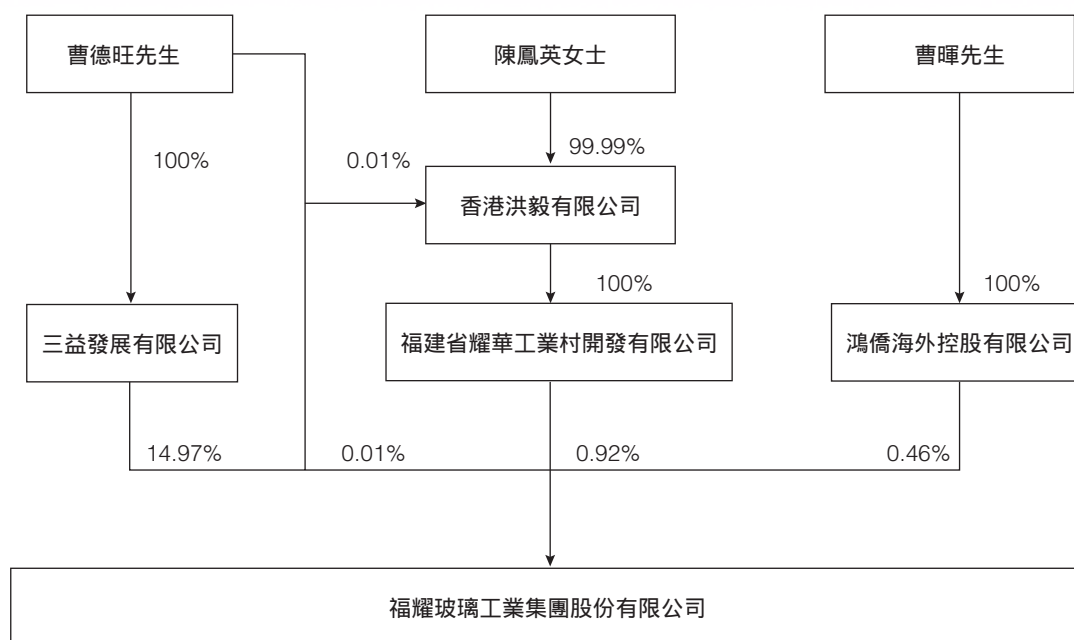 曹德旺先生
陳鳳英女士
曹暉先生
100%
0.01%
99.99%
香港洪毅有限公司
100%
100%
三益發展有限公司
福建省耀華工業村開發有限公司
鴻僑海外控股有限公司
14.97%
0.01%
0.92%
0.46%
福耀玻璃工業集團股份有限公司